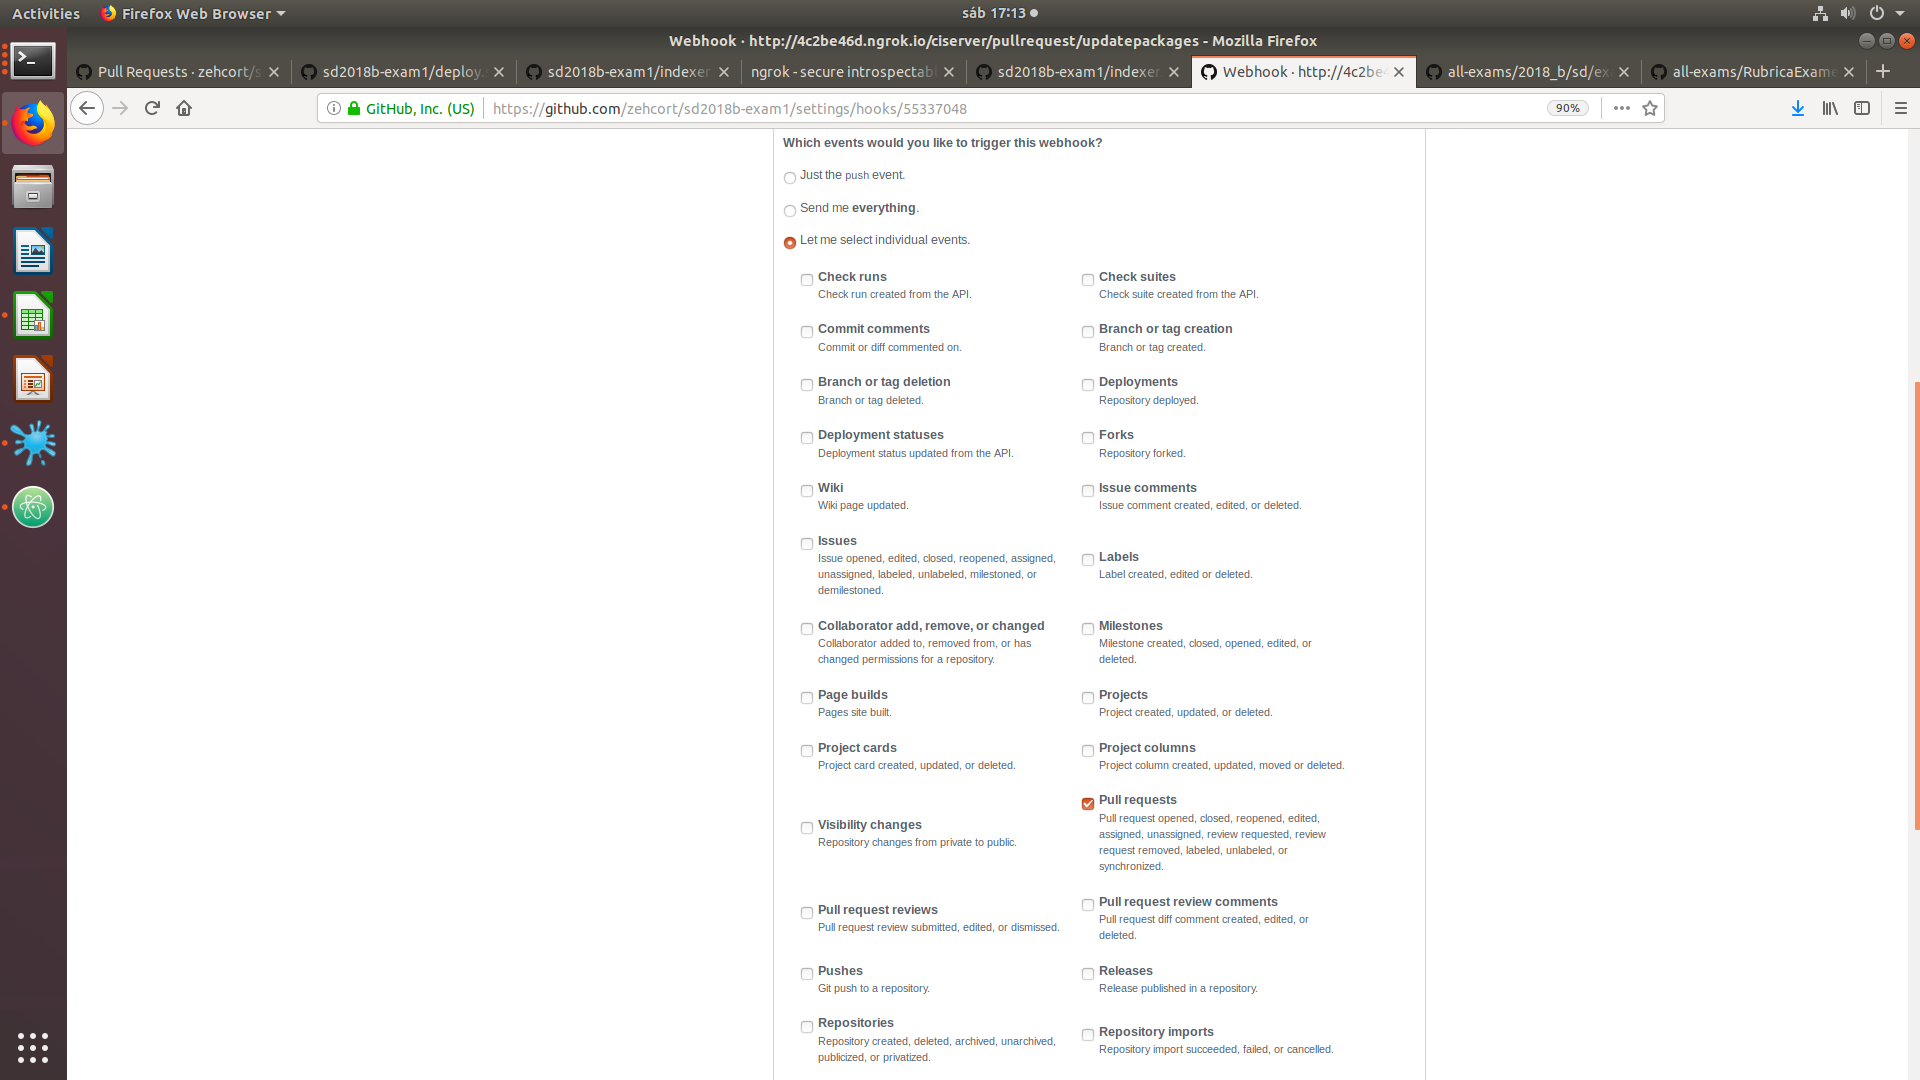 Activities
Firefox Web Browser
sáb 17:13
Webhook · http://4c2be46d.ngrok.io/ciserver/pullrequest/updatepackages - Mozilla Firefox
Pull Requests · zehcort/s
sd2018b-exam1/deploy.
sd2018b-exam1/indexer
ngrok - secure introspectabl
sd2018b-exam1/indexer
Webhook · http://4c2be4
all-exams/2018_b/sd/ex
all-exams/RubricaExame
GitHub, Inc. (US)
https://github.com/zehcort/sd2018b-exam1/settings/hooks/55337048
90%
Which events would you like to trigger this webhook?
Just the push event.
Send me everything.
Let me select individual events.
Check runs
Check run created from the API.
Check suites
Check suite created from the API.
Commit comments
Commit or diff commented on.
Branch or tag creation
Branch or tag created.
Branch or tag deletion
Branch or tag deleted.
Deployments
Repository deployed.
Deployment statuses
Deployment status updated from the API.
Forks
Repository forked.
Wiki
Wiki page updated.
Issue comments
Issue comment created, edited, or deleted.
Issues
Issue opened, edited, closed, reopened, assigned,
unassigned, labeled, unlabeled, milestoned, or
demilestoned.
Labels
Label created, edited or deleted.
Collaborator add, remove, or changed
Collaborator added to, removed from, or has
changed permissions for a repository.
Milestones
Milestone created, closed, opened, edited, or
deleted.
Page builds
Pages site built.
Projects
Project created, updated, or deleted.
Project cards
Project card created, updated, or deleted.
Project columns
Project column created, updated, moved or deleted.
Visibility changes
Repository changes from private to public.
Pull requests
Pull request opened, closed, reopened, edited,
assigned, unassigned, review requested, review
request removed, labeled, unlabeled, or
synchronized.
Pull request reviews
Pull request review submitted, edited, or dismissed.
Pull request review comments
Pull request diff comment created, edited, or
deleted.
Pushes
Git push to a repository.
Releases
Release published in a repository.
Repositories
Repository created, deleted, archived, unarchived,
publicized, or privatized.
Repository imports
Repository import succeeded, failed, or cancelled.